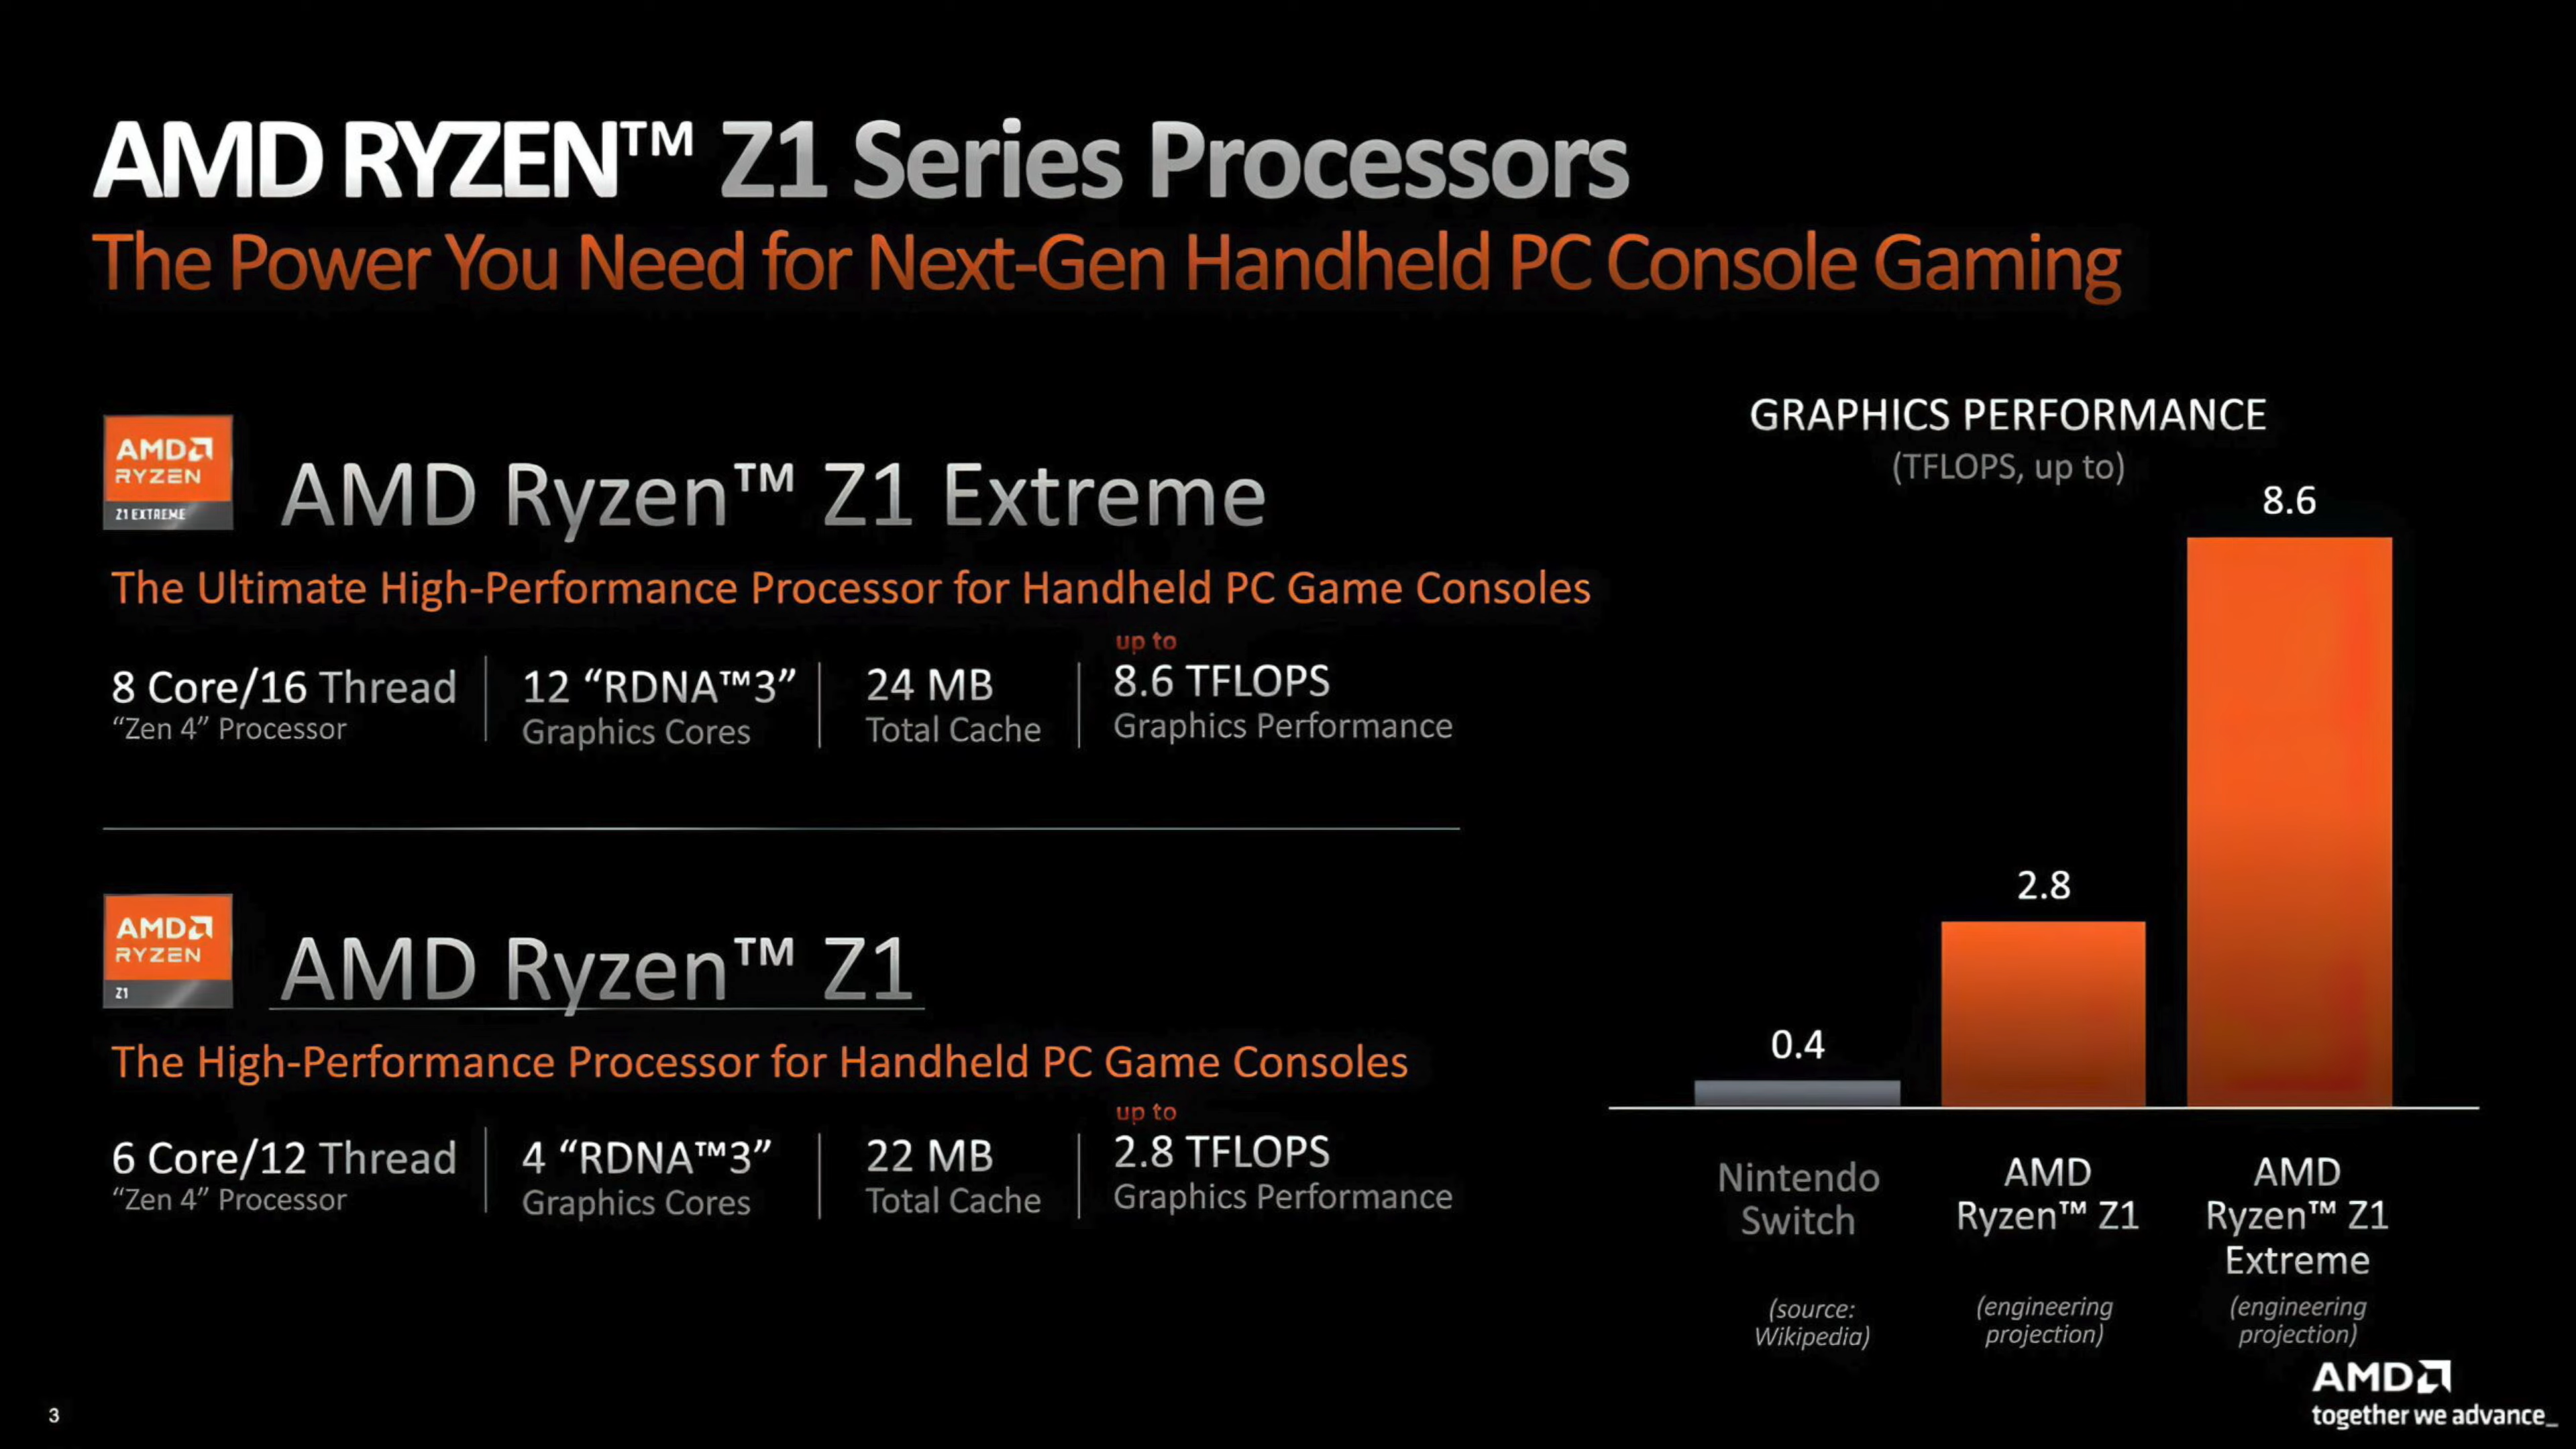 AMD RYZEN™ Z1 Series Processors
The Power You Need for Next-Gen Handheld PC Console Gaming
AMD
RYZEN
Z1 EXTREME
AMD Ryzen™ Z1 Extreme
The Ultimate High-Performance Processor for Handheld PC Game Consoles
8 Core/16 Thread
“Zen 4” Processor
12 “RDNA™3”
Graphics Cores
24 MB
Total Cache
up to
8.6 TFLOPS
Graphics Performance
AMD
RYZEN
Z1
AMD Ryzen™ Z1
The High-Performance Processor for Handheld PC Game Consoles
6 Core/12 Thread
“Zen 4” Processor
4 “RDNA™3”
Graphics Cores
22 MB
Total Cache
up to
2.8 TFLOPS
Graphics Performance
GRAPHICS PERFORMANCE
(TFLOPS, up to)
8.6
2.8
0.4
Nintendo
Switch
(source:
Wikipedia)
AMD
Ryzen™ Z1
(engineering
projection)
AMD
Ryzen™ Z1
Extreme
(engineering
projection)
AMD
together we advance_
3